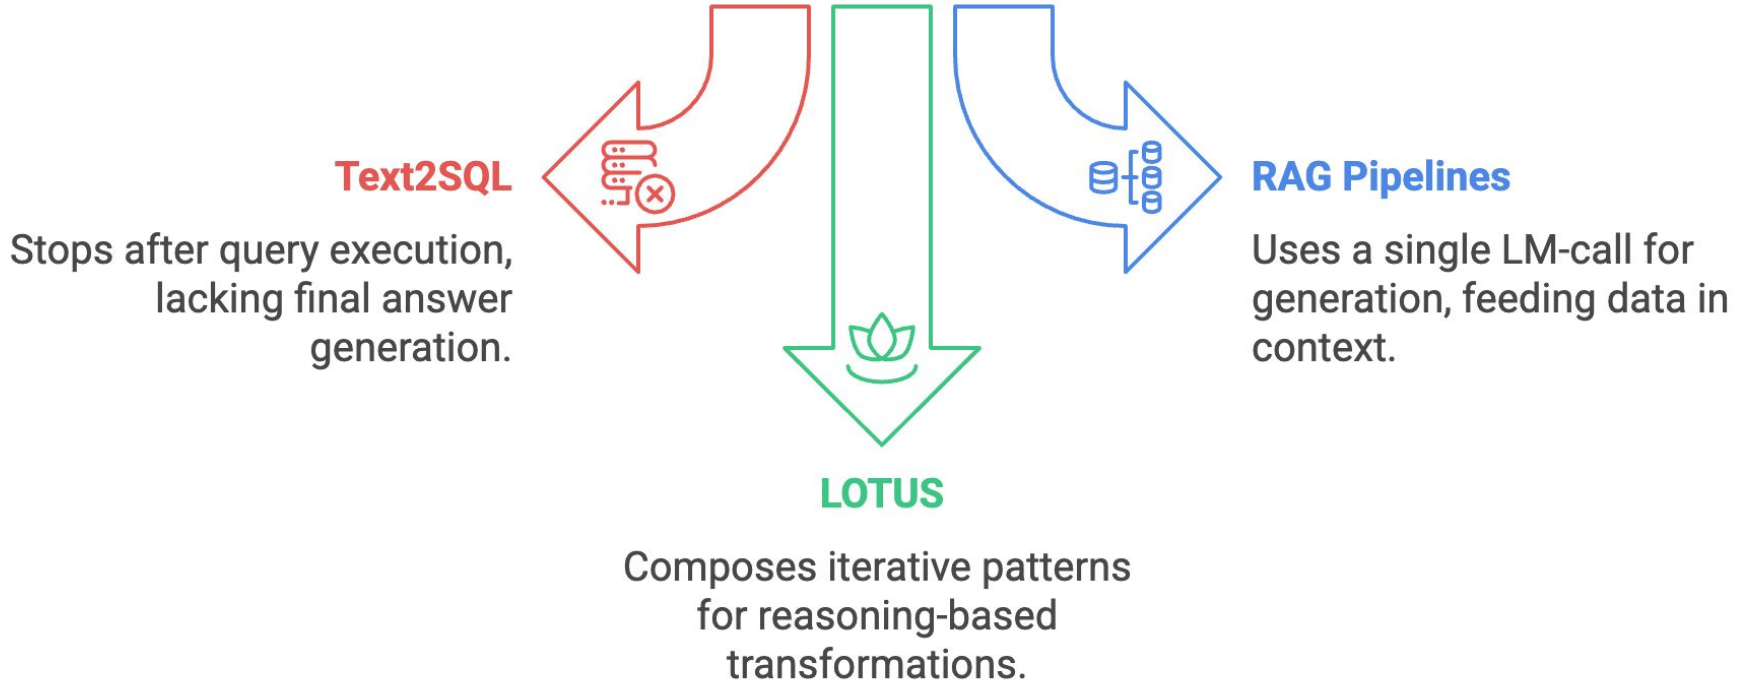 Text2SQL
Stops after query execution,
lacking final answer
generation.
RAG Pipelines
Uses a single LM-call for
generation, feeding data in
context.
LOTUS
Composes iterative patterns
for reasoning-based
transformations.